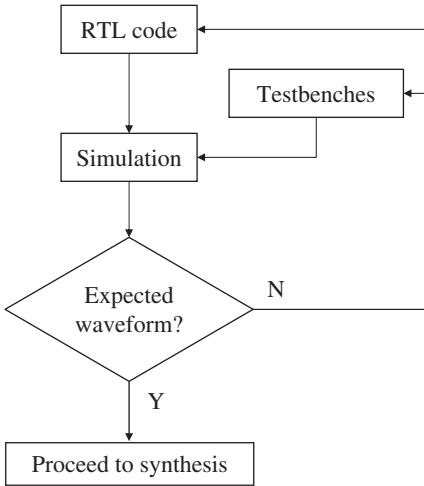 RTL code
Testbenches
Simulation
Expected
waveform?
N
Y
Proceed to synthesis